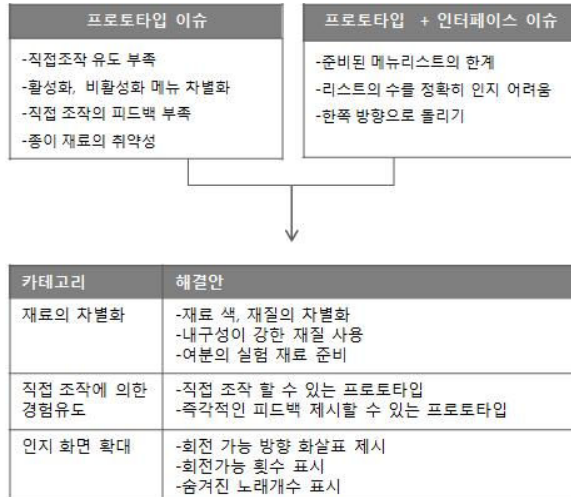 프로토타입 이슈
-직접조작 유도 부족
-활성화, 비활성화 메뉴 차별화
-직접 조작의 피드백 부족
-종이 재료의 취약성
프로토타입 + 인터페이스 이슈
-준비된 메뉴리스트의 한계
-리스트의 수를 정확히 인지 어려움
-한쪽 방향으로 돌리기
카테고리 해결안
재료의 차별화
-재료 색, 재질의 차별화
-내구성이 강한 재질 사용
-여분의 실험 재료 준비
직접 조작에 의한
경험유도
-직접 조작 할 수 있는 프로토타입
-즉각적인 피드백 제시할 수 있는 프로토타입
인지 화면 확대
-회전 가능 방향 화살표 제시
-회전가능 횟수 표시
-숨겨진 노래개수 표시